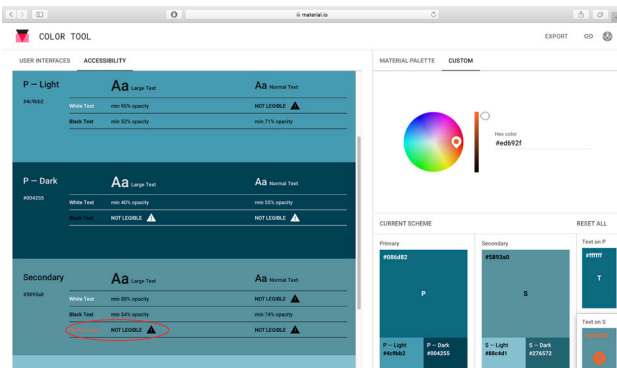 material.io
COLOR TOOL
EXPORT
USER INTERFACES ACCESSIBILITY
MATERIAL PALETTE CUSTOM
P – Light
#4c9bb2
Aa Large Text
Aa Normal Text
White Text min 95% opacity NOT LEGIBLE
Black Text min 52% opacity min 71% opacity
P – Dark
#004255
Aa Large Text
Aa Normal Text
White Text min 40% opacity min 55% opacity
Black Text NOT LEGIBLE NOT LEGIBLE
Secondary
#5893a0
Aa Large Text
Aa Normal Text
White Text min 88% opacity NOT LEGIBLE
Black Text min 54% opacity min 74% opacity
NOT LEGIBLE NOT LEGIBLE
Hex color
#ed692f
CURRENT SCHEME
RESET ALL
Primary
#086d82
P
P – Light
#4c9bb2
P – Dark
#004255
Secondary
#5893a0
S
S – Light
#88c4d1
S – Dark
#276572
Text on P
#ffffff
T
Text on S